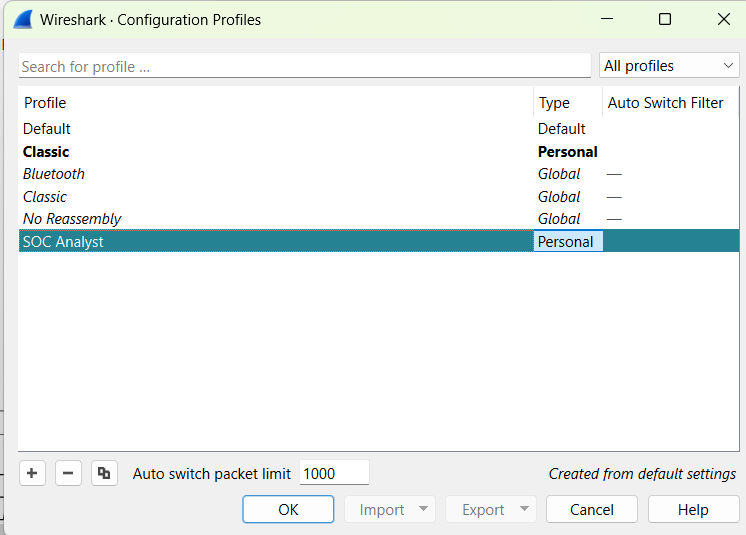 Wireshark · Configuration Profiles
Search for profile ...
All profiles
Profile Type Auto Switch Filter
Default Default
Classic Personal
Bluetooth Global —
Classic Global —
No Reassembly Global —
SOC Analyst Personal
Auto switch packet limit 1000 Created from default settings
OK Import Export Cancel Help